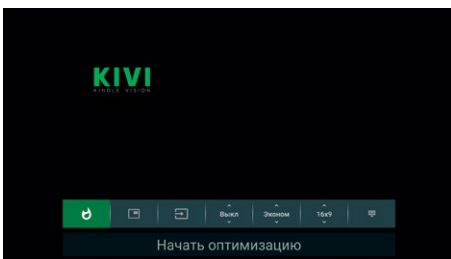 KIVI
KINDLE VISION
Выкл Эконом 16x9
Начать оптимизацию